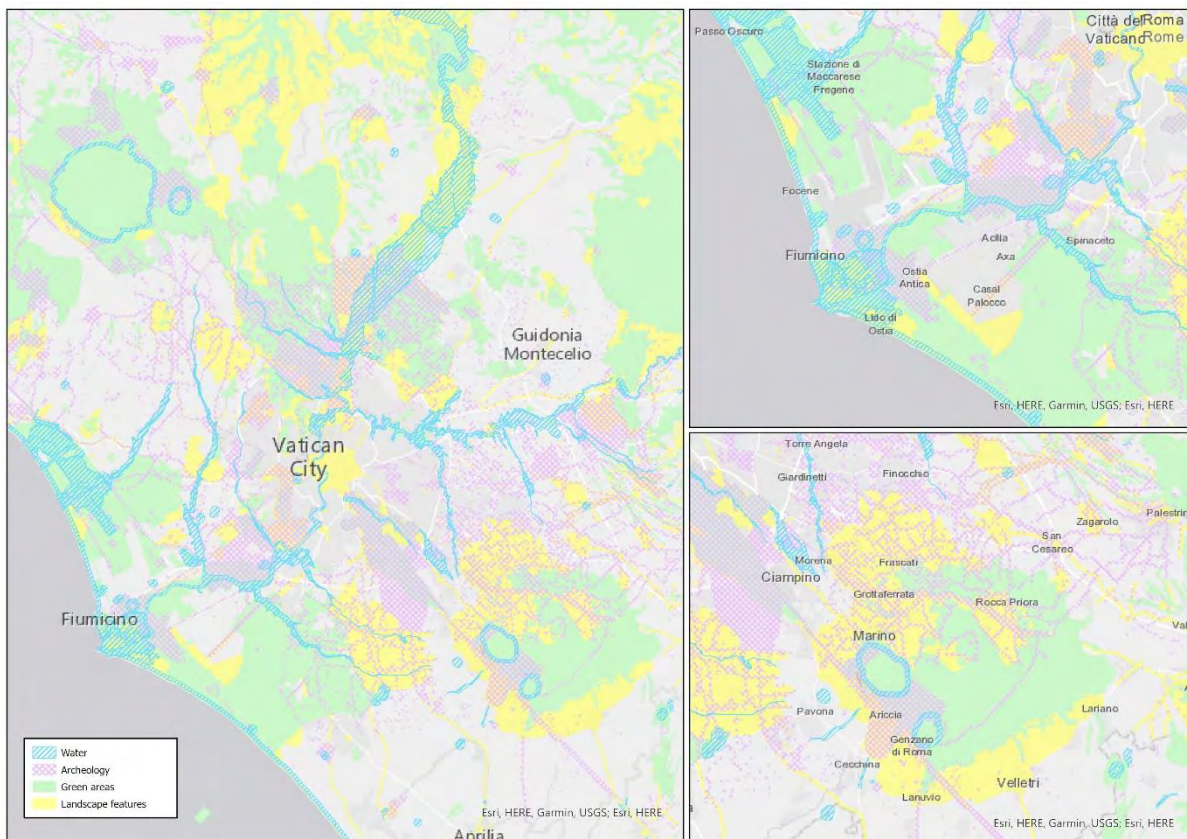 Guidonia
Montecelio
Vatican
City
Fiumicino
Water
Archeology
Green areas
Landscape features
Esri, HERE, Garmin, USGS; Esri, HERE
Aprilia
Passo Oscuro
Città del Roma
Vaticano Rome
Stazione di
Maccarese
Fregene
Focene
Acilia
Spinaceto
Axa
Fiumicino
Ostia
Antica
Casal
Palocco
Lido di
Ostia
Esri, HERE, Garmin, USGS; Esri, HERE
Torre Angela
Giardinetti
Finocchio
Palestrin
Zagarolo
San
Cesareo
Morena
Frascati
Ciampino
Grottaferrata
Rocca Priora
Val
Marino
Lariano
Pavona
Ariccia
Genzano
di Roma
Cecchina
Velletri
Lanuvio
a
Esri, HERE, Garmin, USGS; Esri, HERE